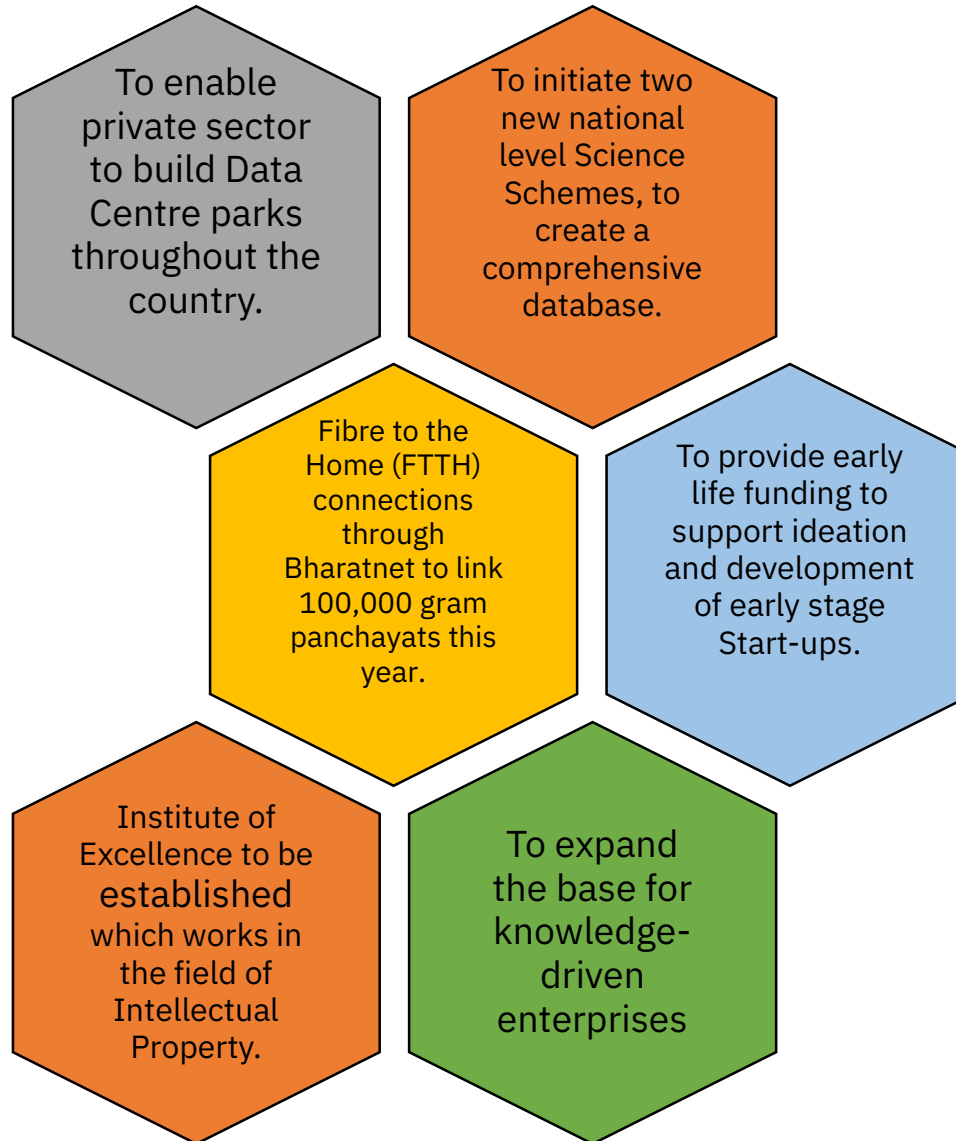 To enable
private sector
to build Data
Centre parks
throughout the
country.
To initiate two
new national
level Science
Schemes, to
create a
comprehensive
database.
Fibre to the
Home (FTTH)
connections
through
Bharatnet to link
100,000 gram
panchayats this
year.
To provide early
life funding to
support ideation
and development
of early stage
Start-ups.
Institute of
Excellence to be
established
which works in
the field of
Intellectual
Property.
To expand
the base for
knowledge-
driven
enterprises